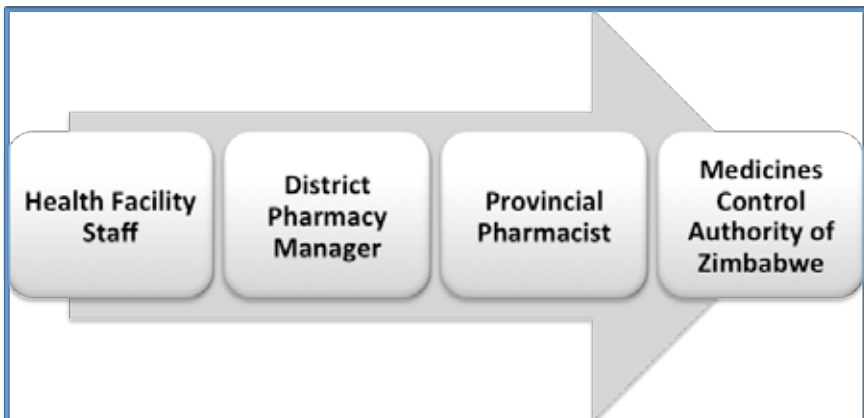 Health Facility
Staff
District
Pharmacy
Manager
Provincial
Pharmacist
Medicines
Control
Authority of
Zimbabwe